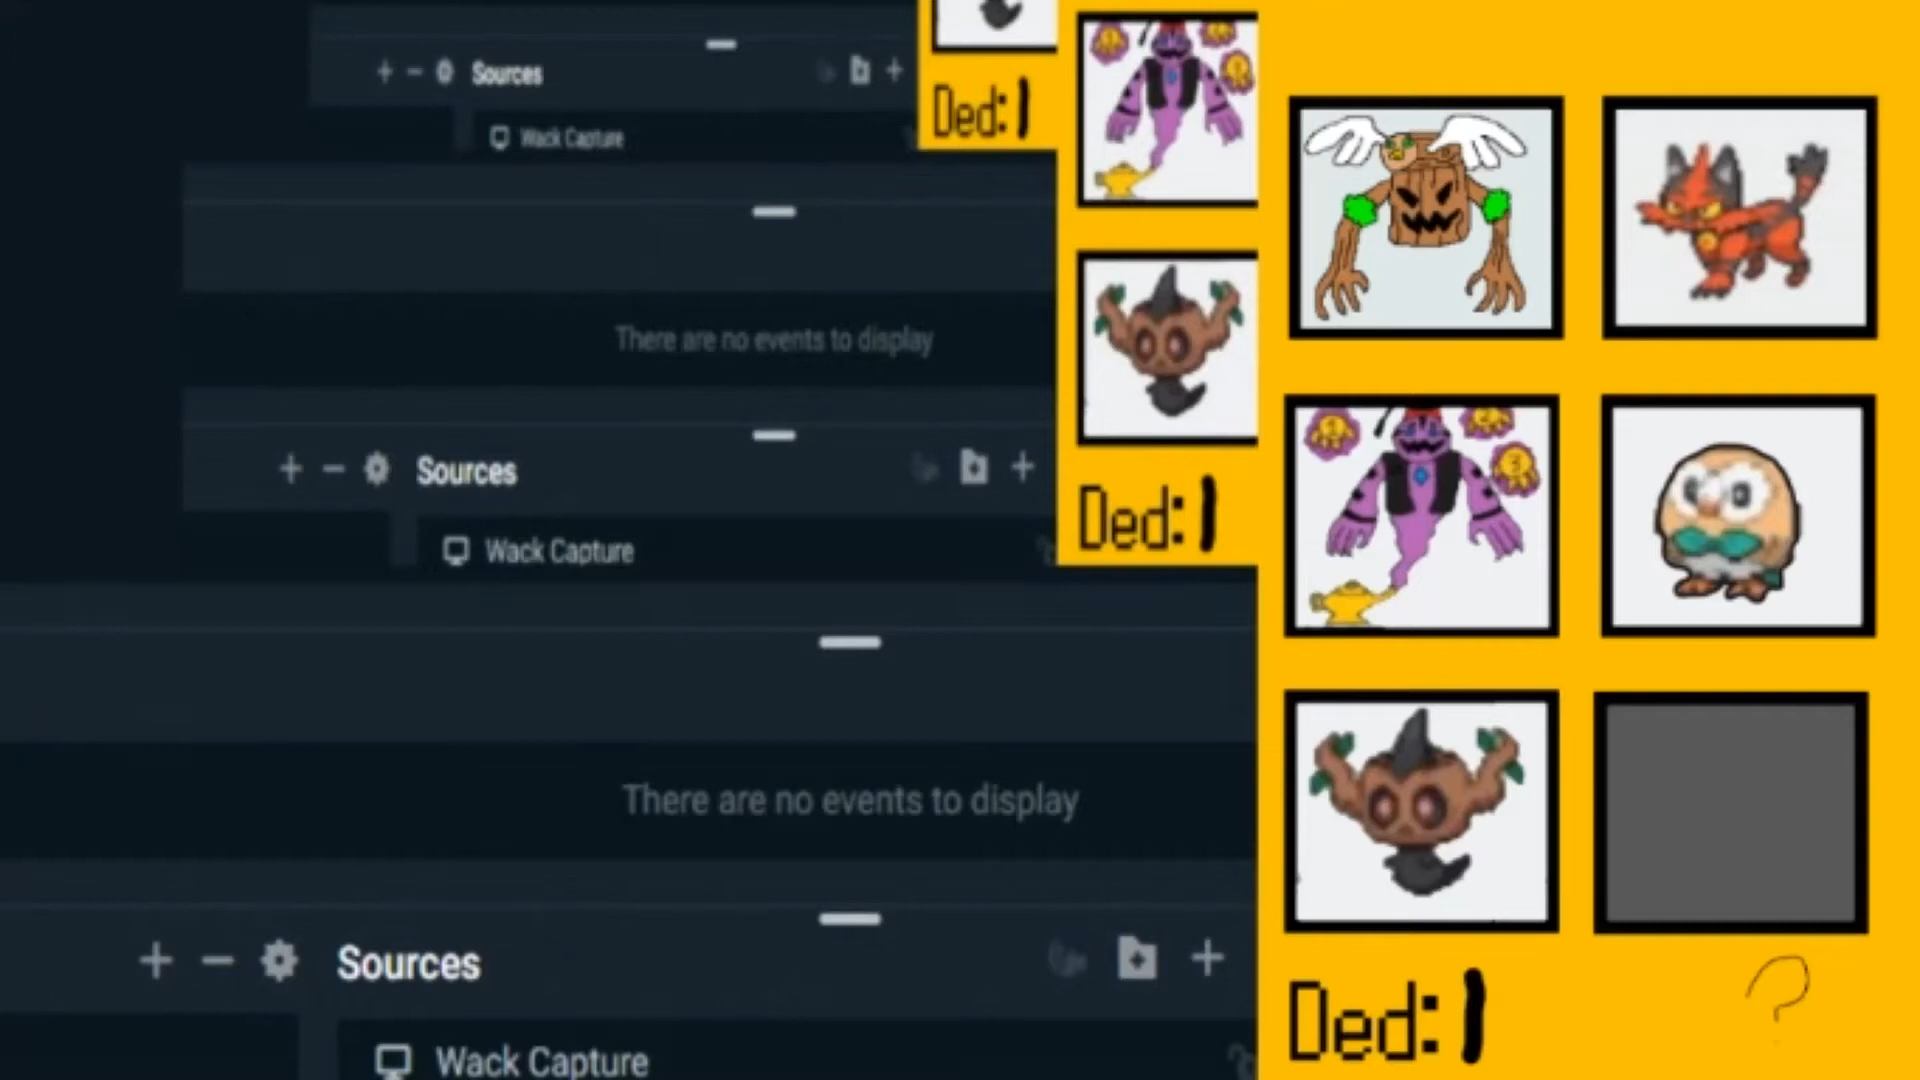 Sources
Wack Capture
Ded: 1
There are no events to display
Sources
Wack Capture
Ded: 1
There are no events to display
Sources
Wack Capture
Ded: 1
?